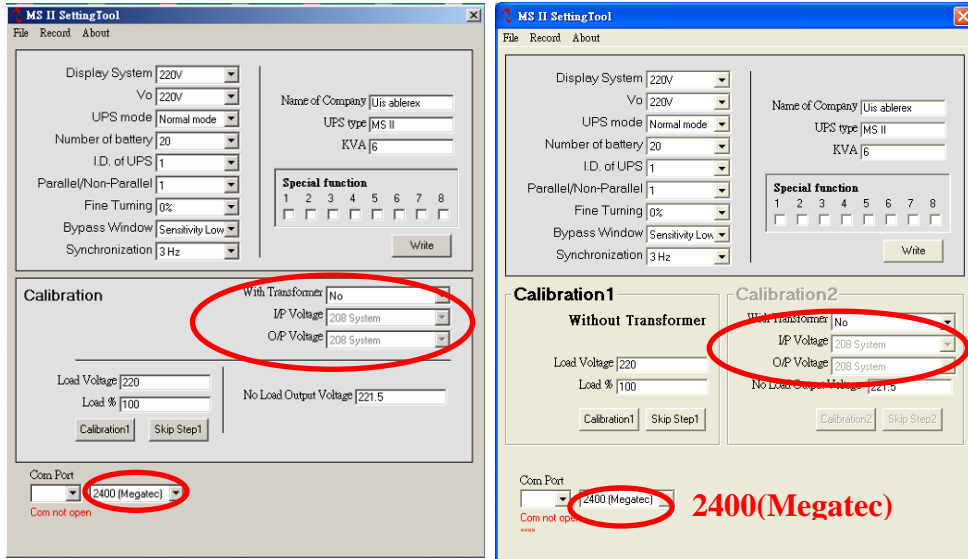 MS II SettingTool
File Record About
Display System 220V
Vo 220V
UPS mode Normal mode
Number of battery 20
I.D. of UPS 1
Parallel/Non-Parallel 1
Fine Turning 0%
Bypass Window Sensitivity Low
Synchronization 3 Hz
Name of Company Uis ablerex
UPS type MS II
KVA 6
Special function
1 2 3 4 5 6 7 8
Write
Calibration
With Transformer No
I/P Voltage 208 System
O/P Voltage 208 System
Load Voltage 220
Load % 100
No Load Output Voltage 221.5
Calibration1 Skip Step1
Com Port
2400 (Megatec)
Com not open
MS II SettingTool
File Record About
Display System 220V
Vo 220V
UPS mode Normal mode
Number of battery 20
I.D. of UPS 1
Parallel/Non-Parallel 1
Fine Turning 0%
Bypass Window Sensitivity Low
Synchronization 3 Hz
Name of Company Uis ablerex
UPS type MS II
KVA 6
Special function
1 2 3 4 5 6 7 8
Write
Calibration1
Without Transformer
Load Voltage 220
Load % 100
Calibration1 Skip Step1
Calibration2
With Transformer No
I/P Voltage 208 System
O/P Voltage 208 System
No Load Output Voltage 221.5
Calibration2 Skip Step2
Com Port
2400 (Megatec)
2400(Megatec)
Com not open
****